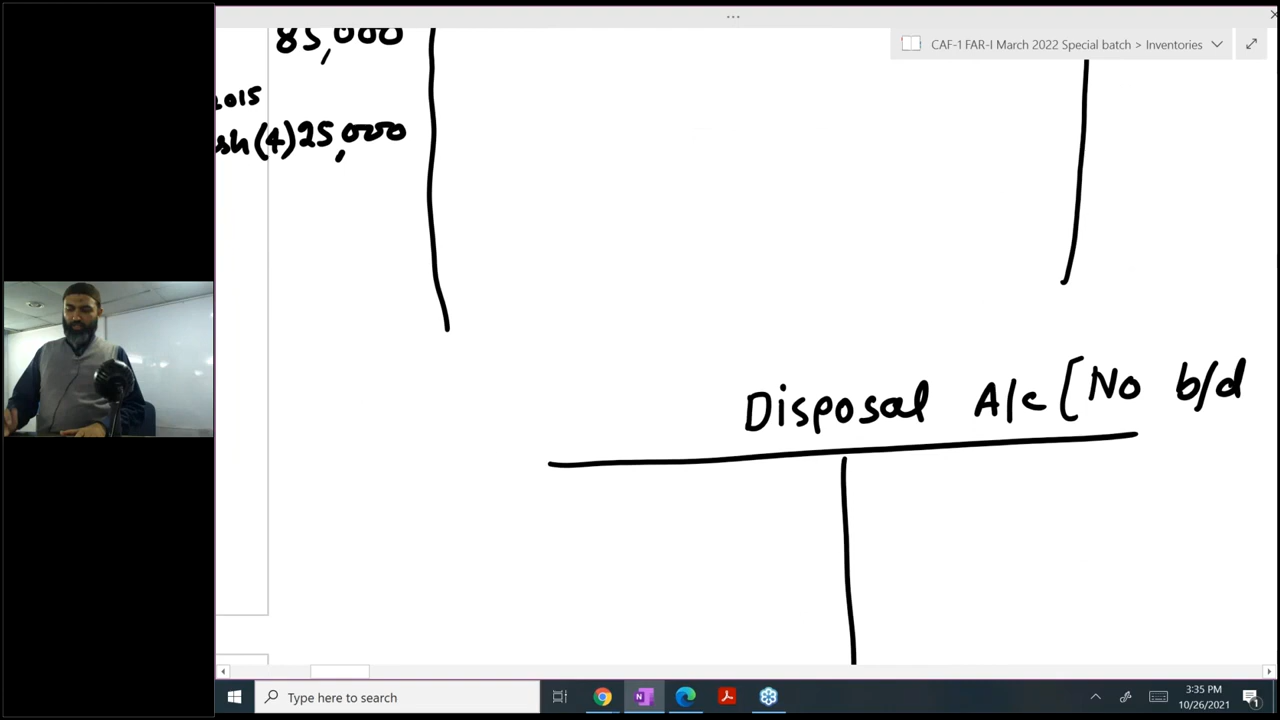 ...
85,000
CAF-1 FAR-I March 2022 Special batch > Inventories
2015
sh (4) 25,000
Disposal A/c [No b/d
Type here to search
3:35 PM
10/26/2021
1